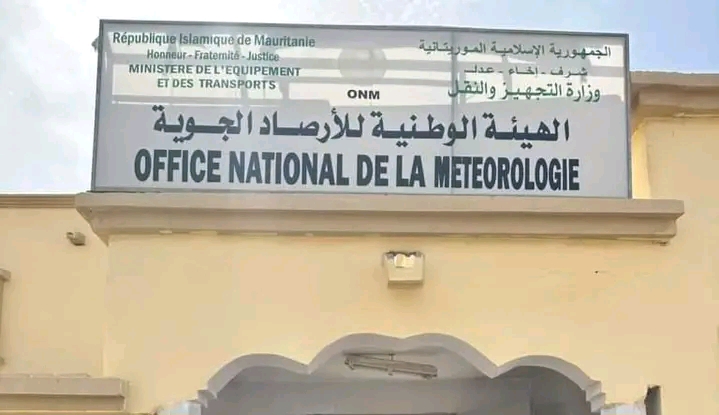 République Islamique de Mauritanie
Honneur - Fraternité - Justice
MINISTERE DE L'EQUIPEMENT
ET DES TRANSPORTS
الجمهورية الإسلامية الموريتانية
شرف - إخاء - عدل
وزارة التجهيز والنقل
ONM
الهيئة الوطنية للأرصاد الجوية
OFFICE NATIONAL DE LA METEOROLOGIE